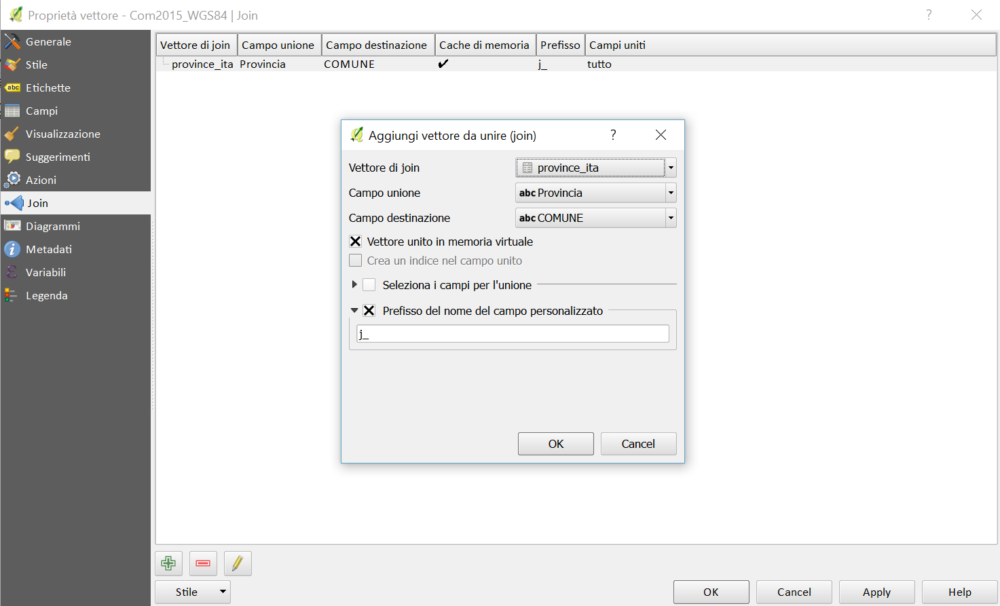 Proprietà vettore - Com2015_WGS84 | Join
?
Generale
Stile
abc Etichette
Campi
Visualizzazione
Suggerimenti
Azioni
Join
Diagrammi
Metadati
Variabili
Legenda
Vettore di join Campo unione Campo destinazione Cache di memoria Prefisso Campi uniti
province_ita Provincia COMUNE ✔ j_ tutto
Aggiungi vettore da unire (join) ?
Vettore di join province_ita
Campo unione abc Provincia
Campo destinazione abc COMUNE
Vettore unito in memoria virtuale
Crea un indice nel campo unito
Seleziona i campi per l'unione
Prefisso del nome del campo personalizzato
j_
OK Cancel
Stile
OK Cancel Apply Help